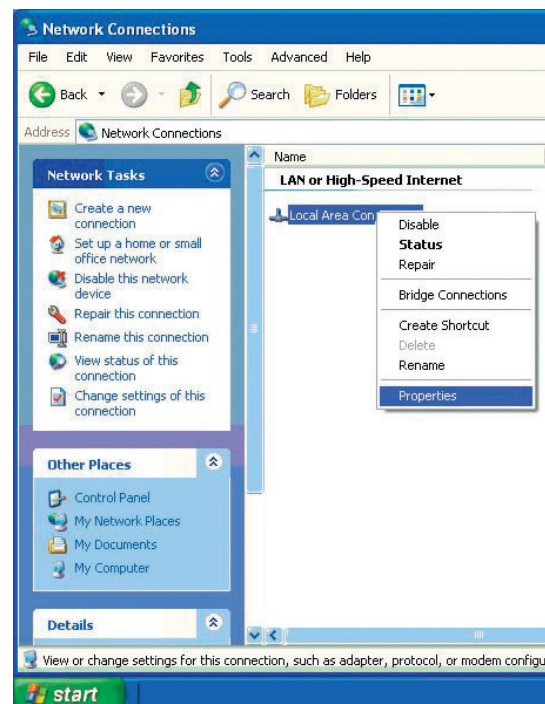 Network Connections
File Edit View Favorites Tools Advanced Help
Back Search Folders
Address Network Connections
Name
LAN or High-Speed Internet
Local Area Con
Disable
Status
Repair
Bridge Connections
Create Shortcut
Delete
Rename
Properties
Network Tasks
Create a new
connection
Set up a home or small
office network
Disable this network
device
Repair this connection
Rename this connection
View status of this
connection
Change settings of this
connection
Other Places
Control Panel
My Network Places
My Documents
My Computer
Details
View or change settings for this connection, such as adapter, protocol, or modem configu
start